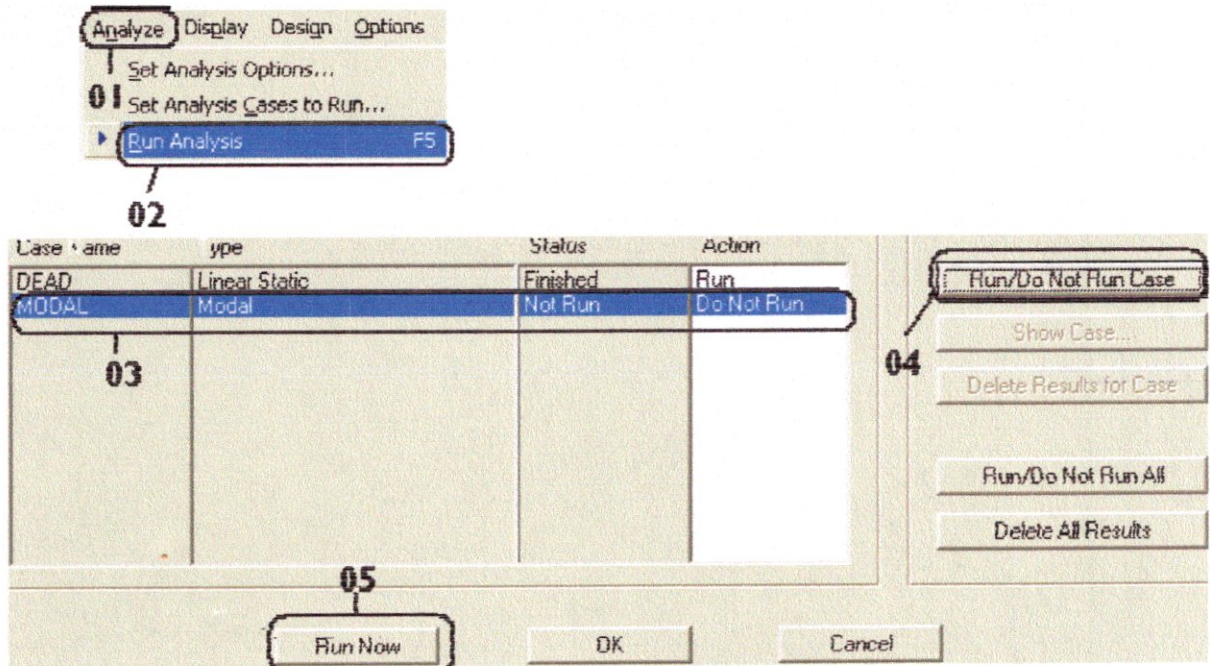 Analyze Display Design Options
Set Analysis Options...
01 Set Analysis Cases to Run...
Run Analysis F5
02
Case ame ype Status Action
DEAD Linear Static Finished Run
MODAL Modal Not Run Do Not Run
Run/Do Not Run Case
03
04
Show Case...
Delete Results for Case
Run/Do Not Run All
Delete All Results
05
Run Now OK Cancel